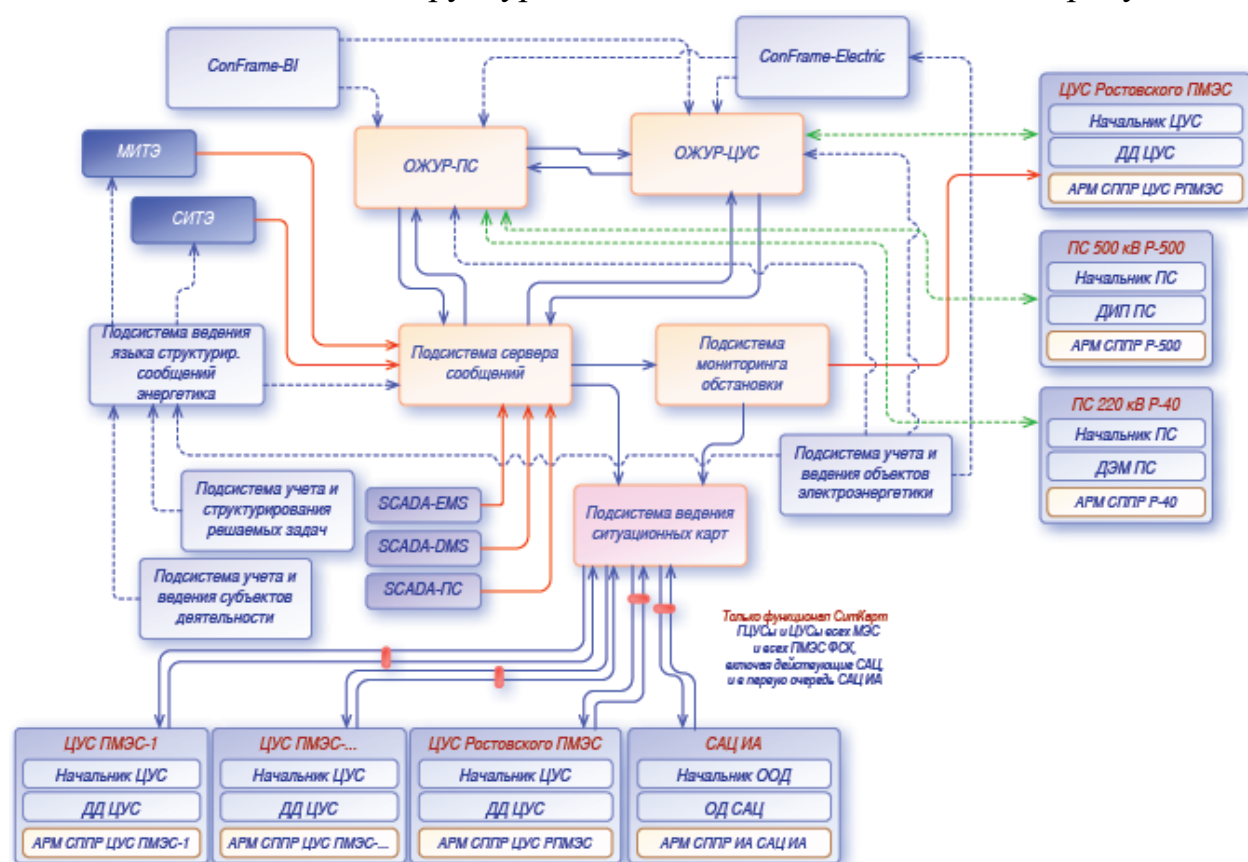 ConFrame-BI
ConFrame-Electric
ЦУС Ростовского ПМЭС
Начальник ЦУС
ДД ЦУС
АРМ СППР ЦУС РПМЭС
МИТЭ
ОЖУР-ПС
ОЖУР-ЦУС
СИТЭ
ПС 500 кВ Р-500
Начальник ПС
ДИП ПС
АРМ СППР Р-500
Подсистема ведения
языка структурир.
сообщений
энергетика
Подсистема сервера
сообщений
Подсистема
мониторинга
обстановки
ПС 220 кВ Р-40
Начальник ПС
ДЭМ ПС
АРМ СППР Р-40
Подсистема учета и
ведения объектов
электроэнергетики
Подсистема учета и
структурирования
решаемых задач
SCADA-EMS
SCADA-DMS
SCADA-ПС
Подсистема ведения
ситуационных карт
Подсистема учета и
ведения субъектов
деятельности
Только функционал СитКарт
ГЦУСы и ЦУСы всех МЭС
и всех ПМЭС ФСК,
включая действующие САЦ,
и в первую очередь САЦ ИА
ЦУС ПМЭС-1
Начальник ЦУС
ДД ЦУС
АРМ СППР ЦУС ПМЭС-1
ЦУС ПМЭС-...
Начальник ЦУС
ДД ЦУС
АРМ СППР ЦУС ПМЭС-...
ЦУС Ростовского ПМЭС
Начальник ЦУС
ДД ЦУС
АРМ СППР ЦУС РПМЭС
САЦ ИА
Начальник ООД
ОД САЦ
АРМ СППР ИА САЦ ИА